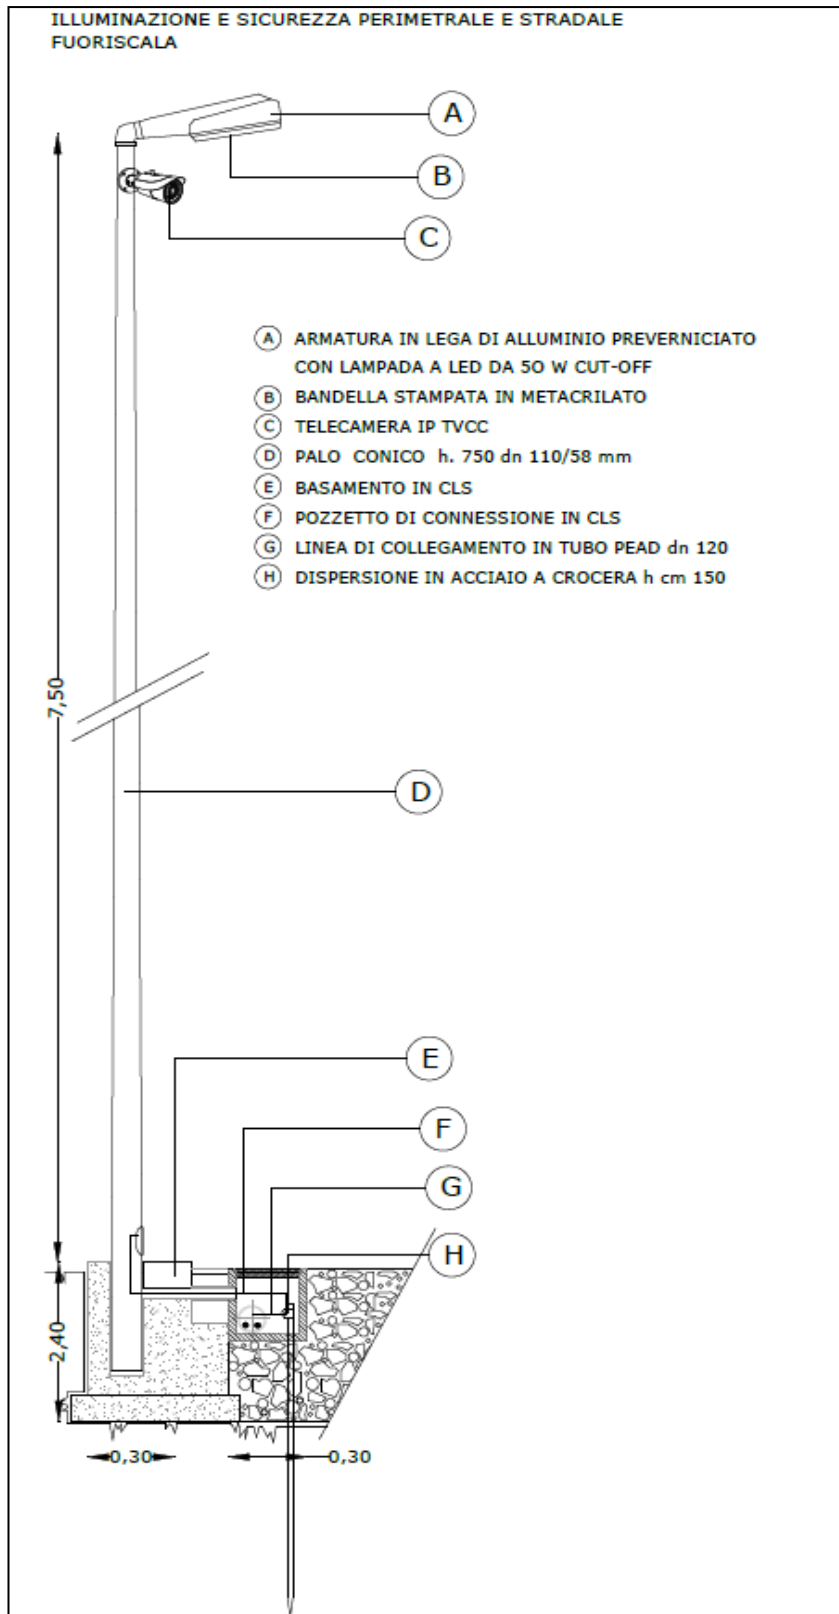 ILLUMINAZIONE E SICUREZZA PERIMETRALE E STRADALE
FUORISCALA
A
B
C
A ARMATURA IN LEGA DI ALLUMINIO PREVERNICIATO
CON LAMPADA A LED DA 50 W CUT-OFF
B BANDELLA STAMPATA IN METACRILATO
C TELECAMERA IP TVCC
D PALO CONICO h. 750 dn 110/58 mm
E BASAMENTO IN CLS
F POZZETTO DI CONNESSIONE IN CLS
G LINEA DI COLLEGAMENTO IN TUBO PEAD dn 120
H DISPERSIONE IN ACCIAIO A CROCERA h cm 150
7,50
D
E
F
G
H
2,40
0,30
0,30